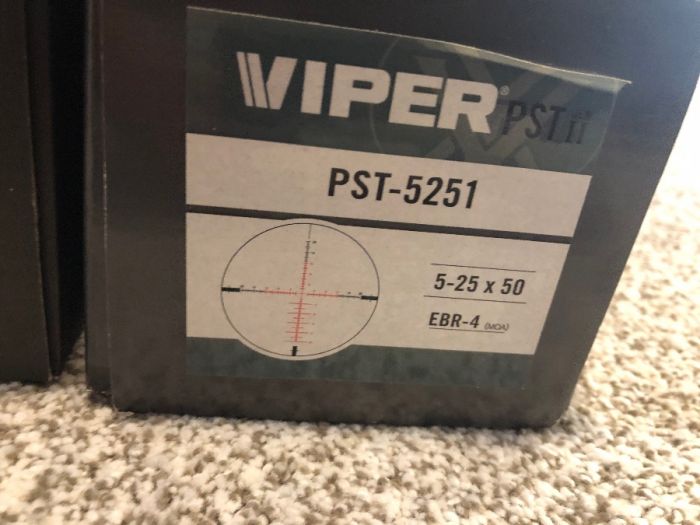 VIPER® PST II
PST-5251
5-25 x 50
EBR-4 (MOA)